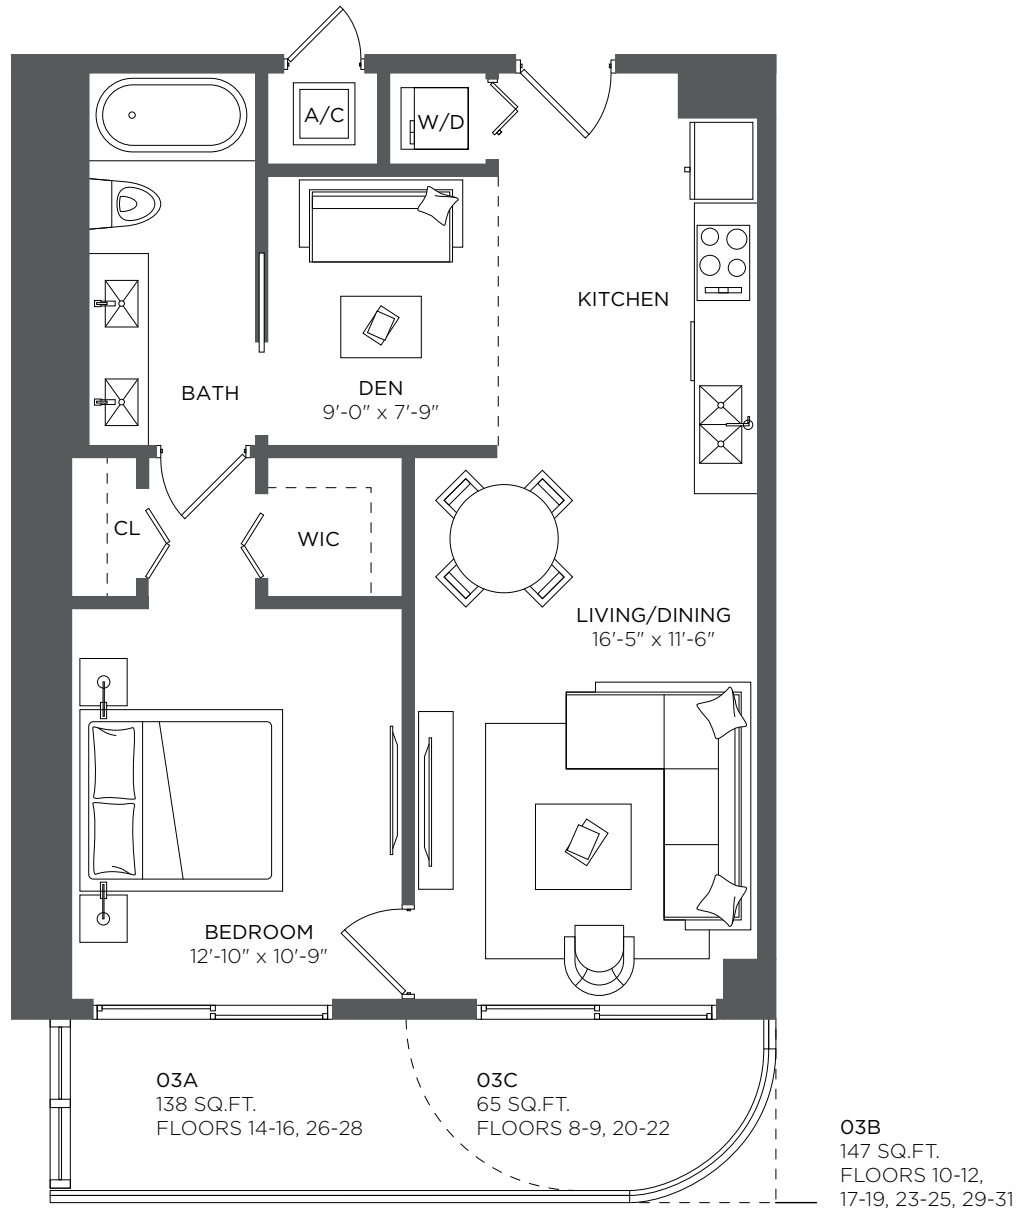 A/C
W/D
KITCHEN
BATH
DEN
9'-0" x 7'-9"
CL
WIC
LIVING/DINING
16'-5" x 11'-6"
BEDROOM
12'-10" x 10'-9"
03A
138 SQ.FT.
FLOORS 14-16, 26-28
03C
65 SQ.FT.
FLOORS 8-9, 20-22
03B
147 SQ.FT.
FLOORS 10-12,
17-19, 23-25, 29-31